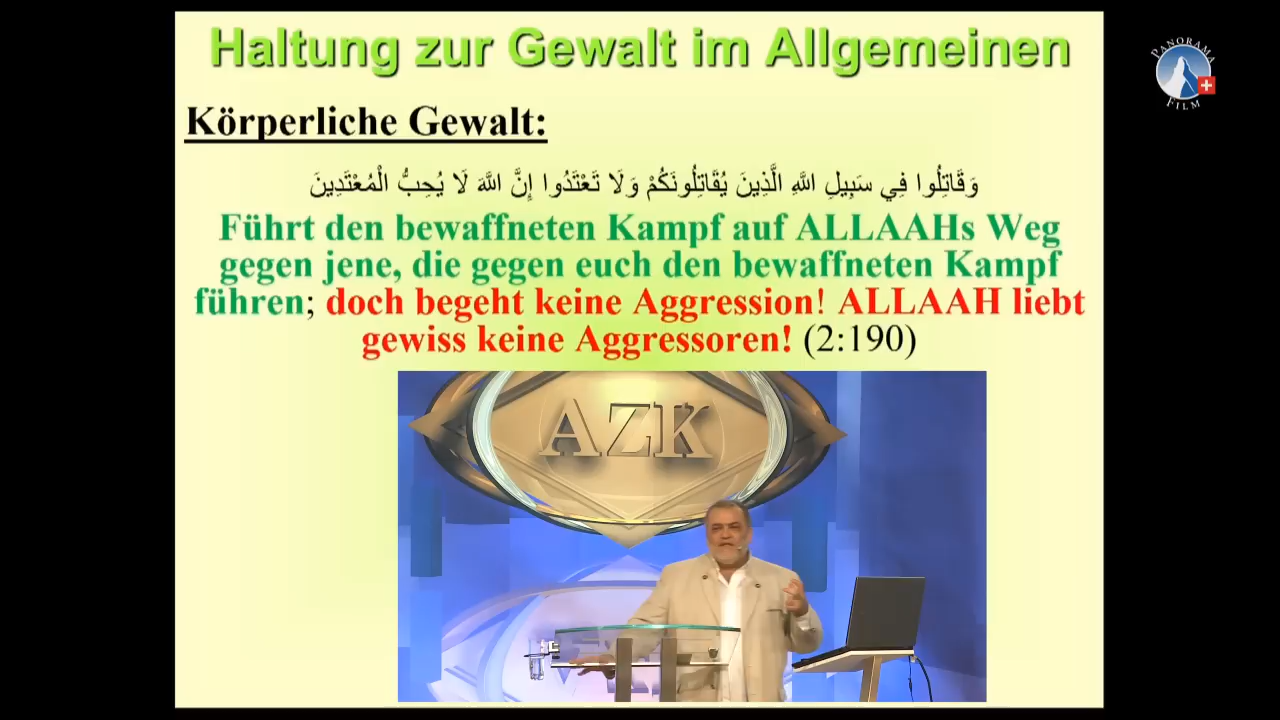 Haltung zur Gewalt im Allgemeinen
PANORAMA
FILM
Körperliche Gewalt:
وَقَاتِلُوا فِي سَبِيلِ اللَّهِ الَّذِينَ يُقَاتِلُونَكُمْ وَلَا تَعْتَدُوا إِنَّ اللَّهَ لَا يُحِبُّ الْمُعْتَدِينَ
Führt den bewaffneten Kampf auf ALLAAHs Weg
gegen jene, die gegen euch den bewaffneten Kampf
führen; doch begeht keine Aggression! ALLAAH liebt
gewiss keine Aggressoren! (2:190)
AZK